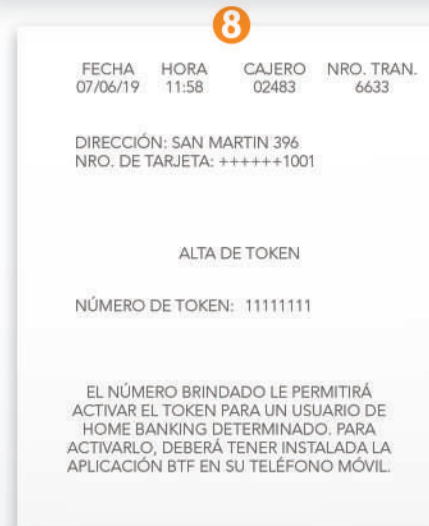 8
FECHA HORA CAJERO NRO. TRAN.
07/06/19 11:58 02483 6633
DIRECCIÓN: SAN MARTIN 396
NRO. DE TARJETA: ++++++1001
ALTA DE TOKEN
NÚMERO DE TOKEN: 11111111
EL NÚMERO BRINDADO LE PERMITIRÁ
ACTIVAR EL TOKEN PARA UN USUARIO DE
HOME BANKING DETERMINADO. PARA
ACTIVARLO, DEBERÁ TENER INSTALADA LA
APLICACIÓN BTF EN SU TELÉFONO MÓVIL.